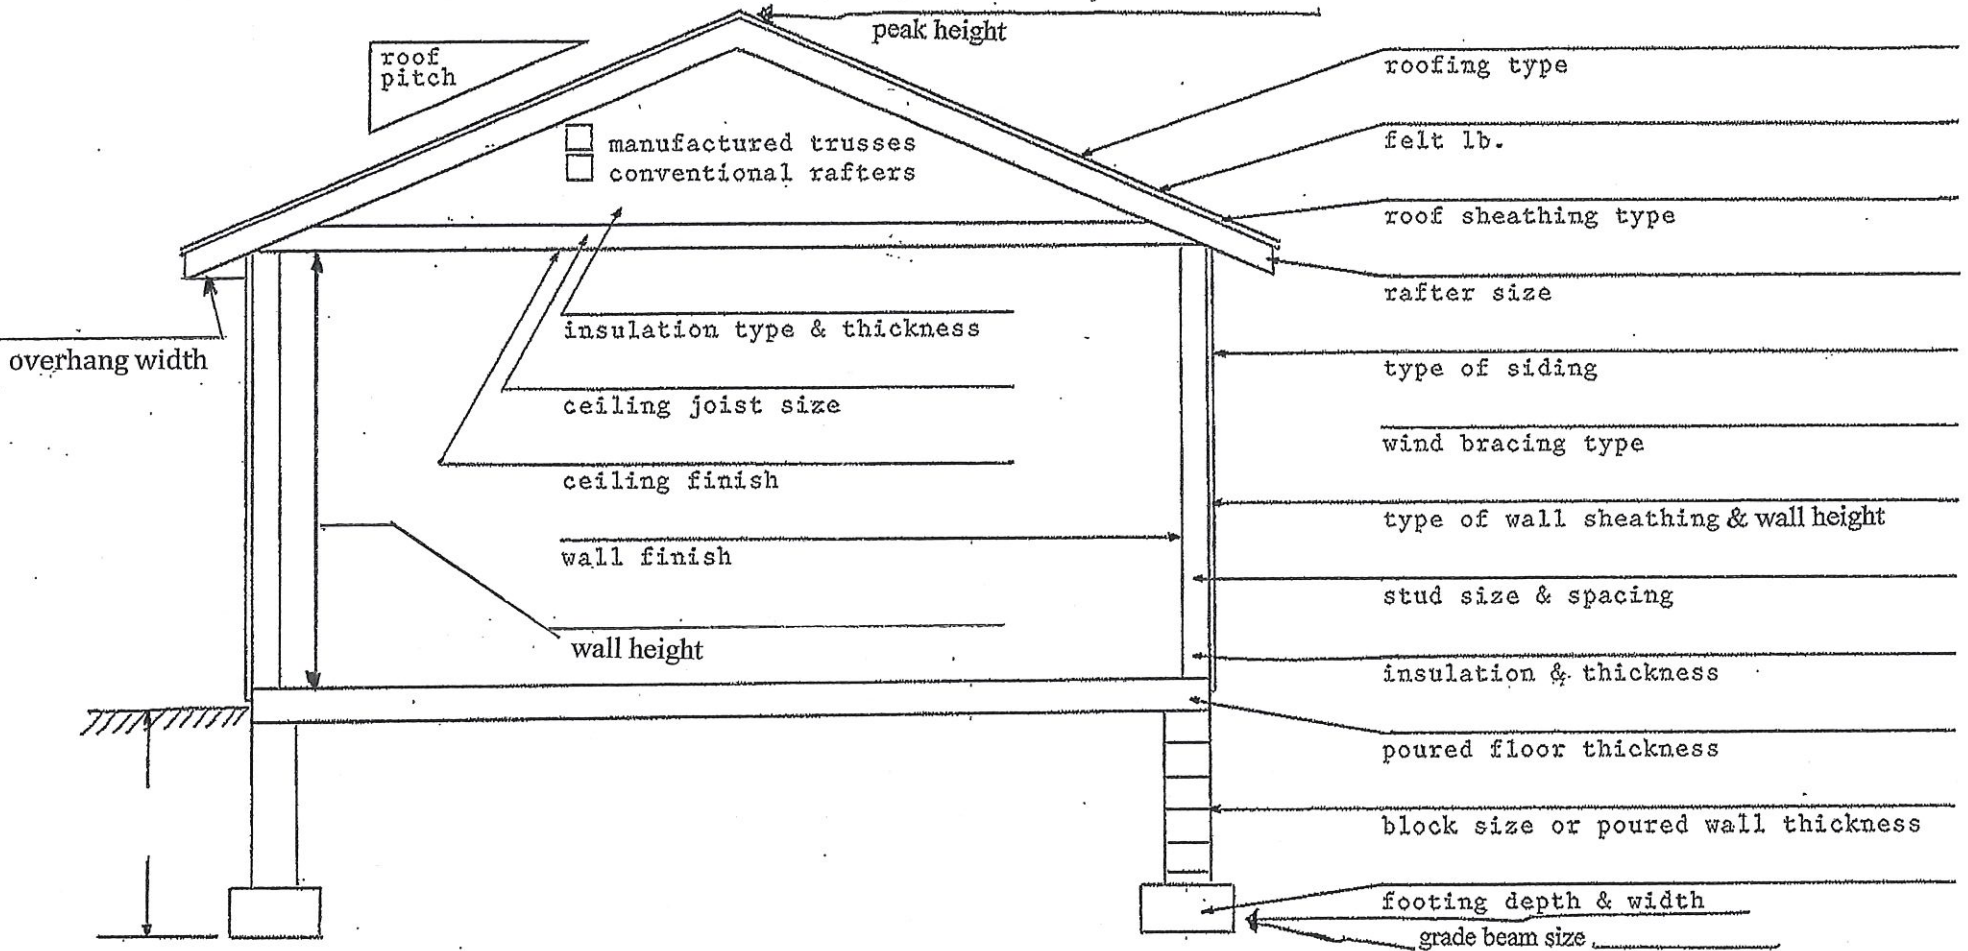 peak height
roof
pitch
roofing type
manufactured trusses
felt lb.
conventional rafters
roof sheathing type
rafter size
insulation type & thickness
overhang width
type of siding
ceiling joist size
wind bracing type
ceiling finish
type of wall sheathing & wall height
wall finish
stud size & spacing
wall height
insulation & thickness
poured floor thickness
block size or poured wall thickness
footing depth & width
grade beam size